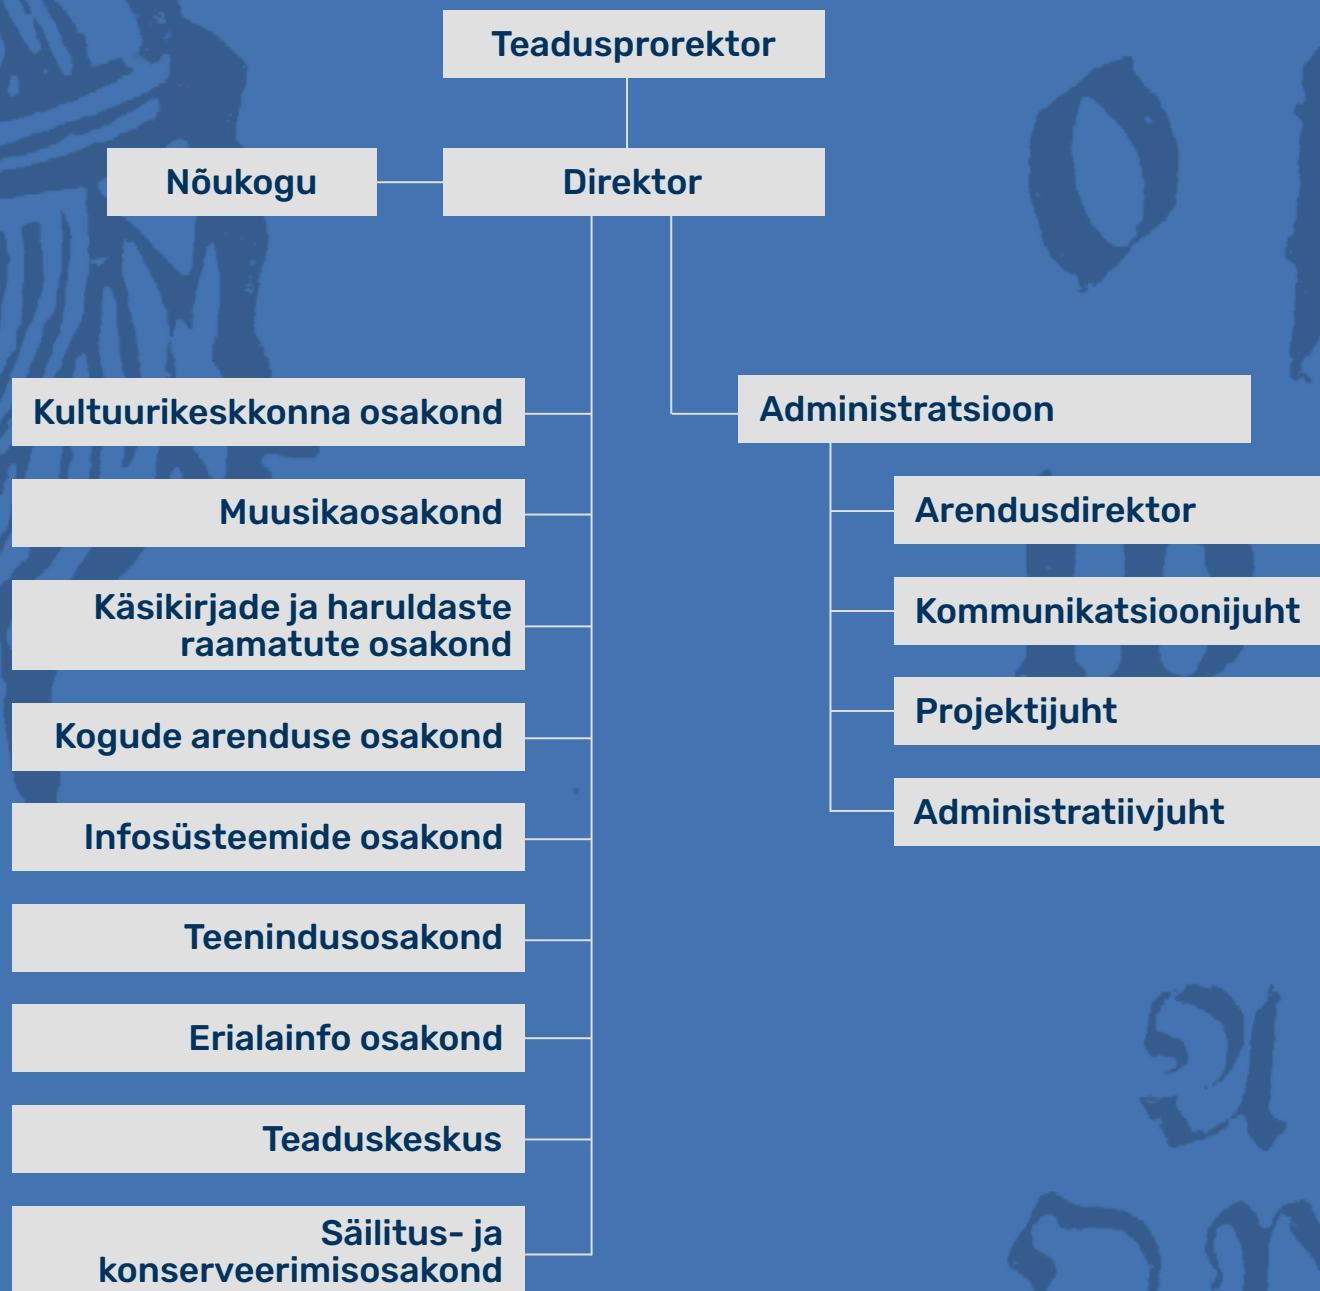 Teadusprorektor
Nõukogu
Direktor
Kultuurikeskkonna osakond
Muusikaosakond
Käsikirjade ja haruldaste
raamatute osakond
Kogude arenduse osakond
Infosüsteemide osakond
Teenindusosakond
Erialainfo osakond
Teaduskeskus
Säilitus- ja
konserveerimisosakond
Administratsioon
Arendusdirektor
Kommunikatsioonijuht
Projektijuht
Administratiivjuht